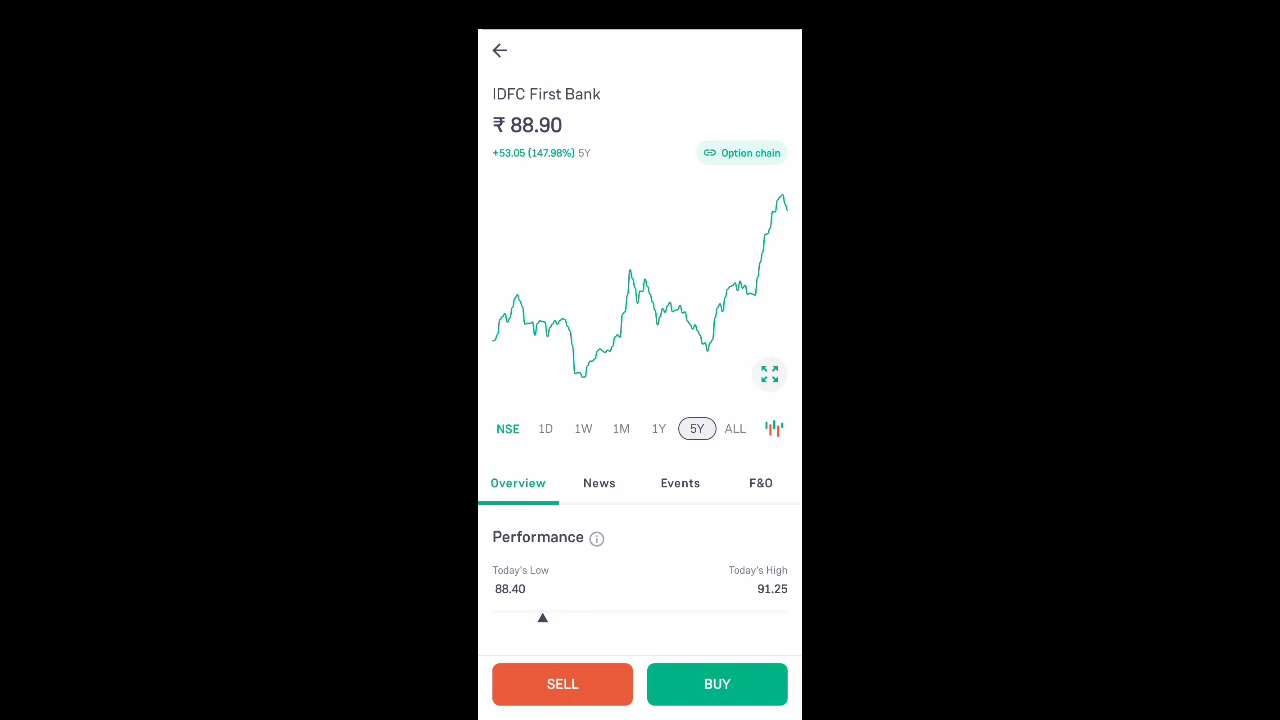 IDFC First Bank
₹ 88.90
+53.05 (147.98%) 5Y
Option chain
NSE 1D 1W 1M 1Y 5Y ALL
Overview News Events F&O
Performance
Today's Low Today's High
88.40 91.25
SELL BUY